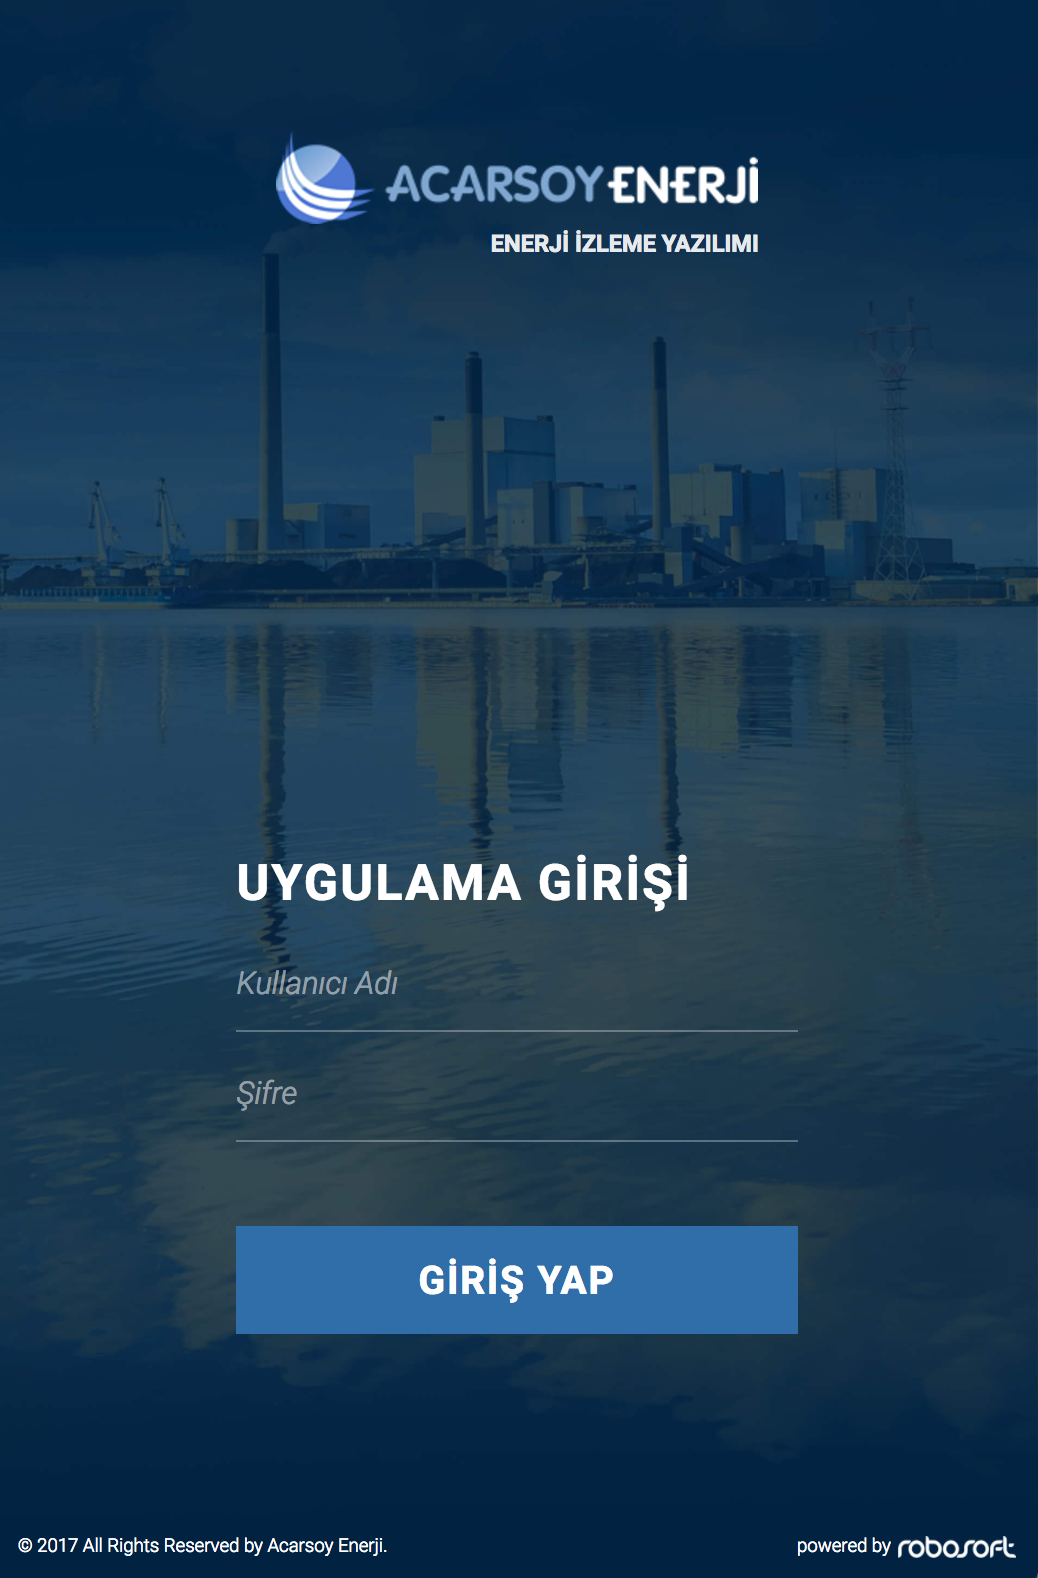 ACARSOY ENERJİ
ENERJİ İZLEME YAZILIMI
UYGULAMA GİRİŞİ
Kullanıcı Adı
Şifre
GİRİŞ YAP
© 2017 All Rights Reserved by Acarsoy Enerji.
powered by robosoft